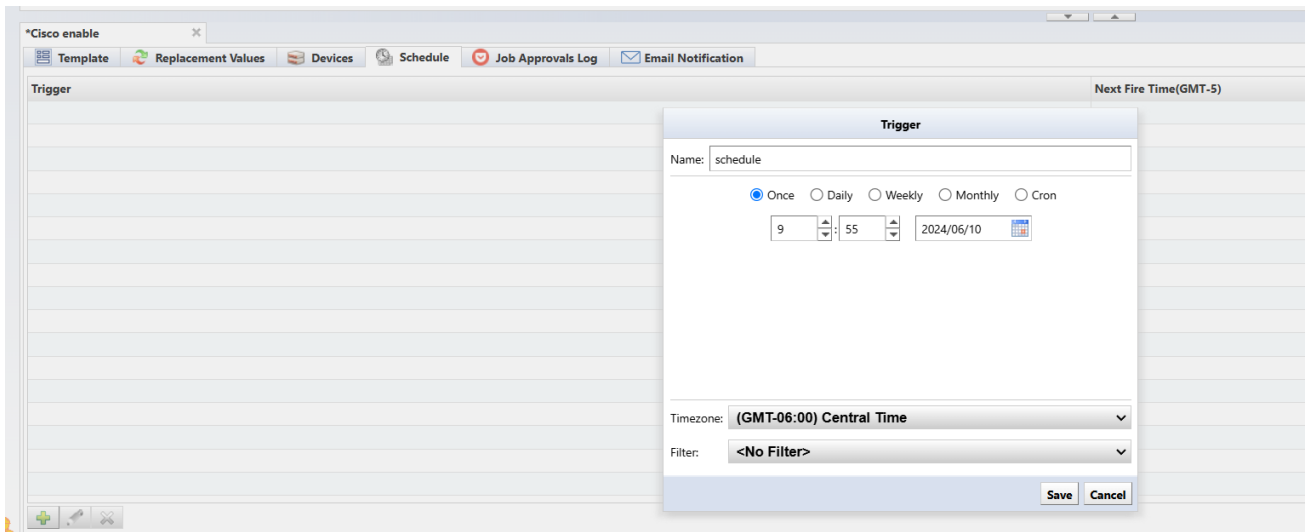 *Cisco enable
Template Replacement Values Devices Schedule Job Approvals Log Email Notification
Trigger Next Fire Time(GMT-5)
Trigger
Name: schedule
Once Daily Weekly Monthly Cron
9 : 55 2024/06/10
Timezone: (GMT-06:00) Central Time
Filter: <No Filter>
Save Cancel